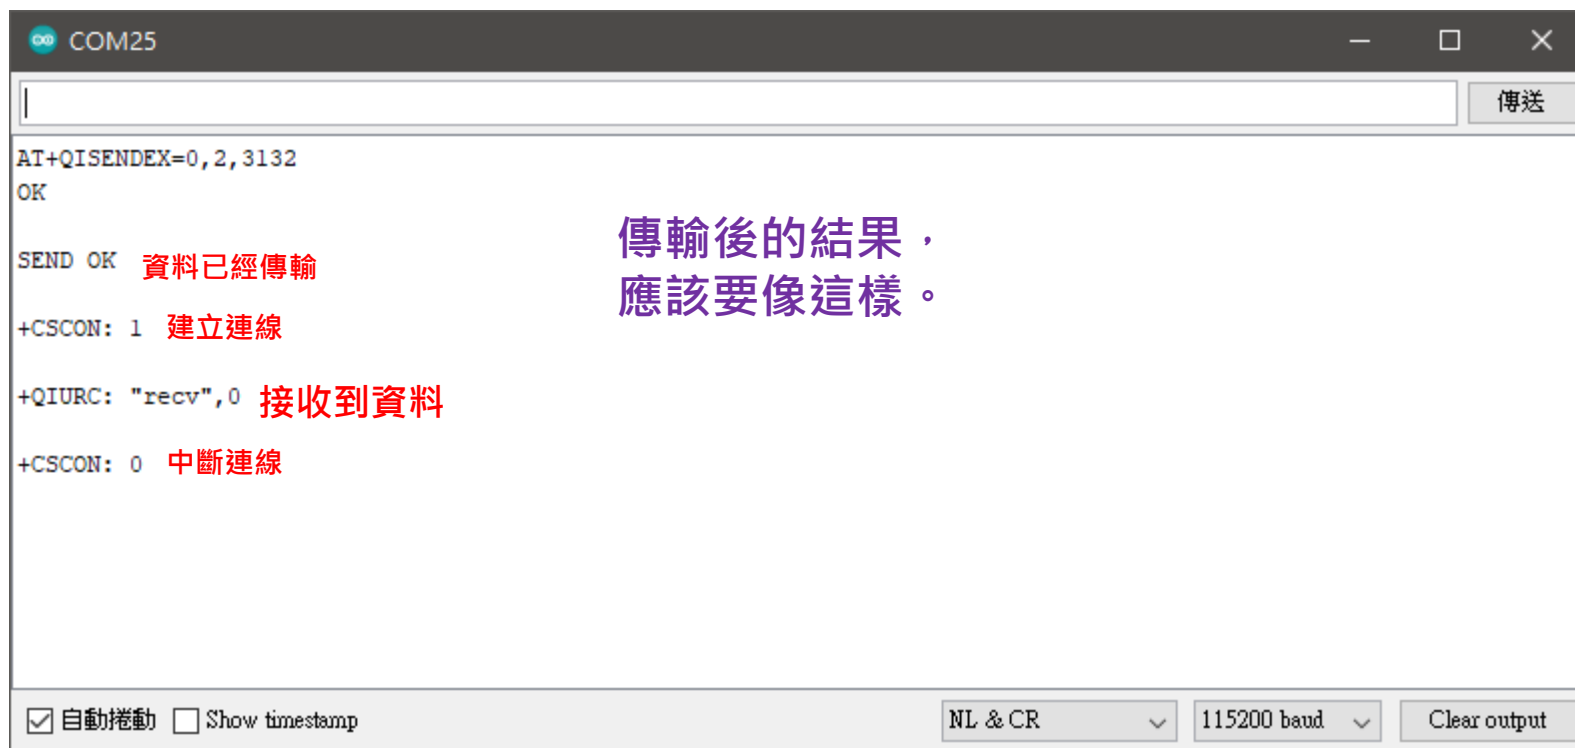 COM25
傳送
AT+QISENDEX=0,2,3132
OK
傳輸後的結果，
應該要像這樣。
SEND OK 資料已經傳輸
+CSCON: 1 建立連線
+QIURC: "recv",0 接收到資料
+CSCON: 0 中斷連線
自動捲動 Show timestamp NL & CR 115200 baud Clear output